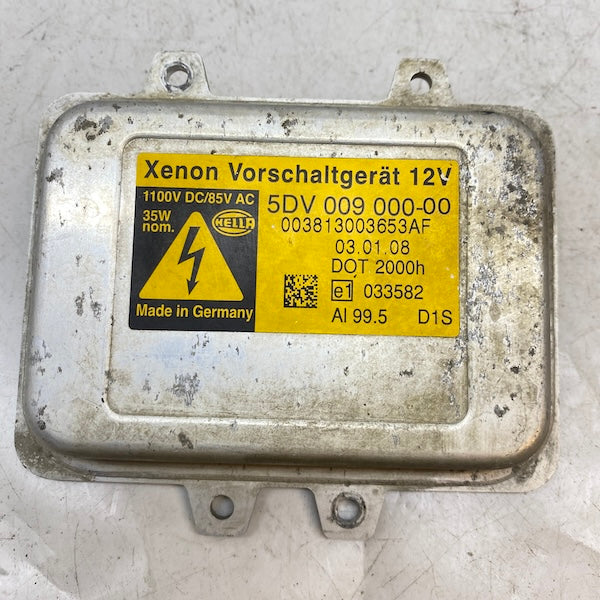 Xenon Vorschaltgerät 12V
1100V DC/85V AC
35W
nom.
HELLA
Made in Germany
5DV 009 000-00
003813003653AF
03.01.08
DOT 2000h
e1 033582
Al 99.5 D1S